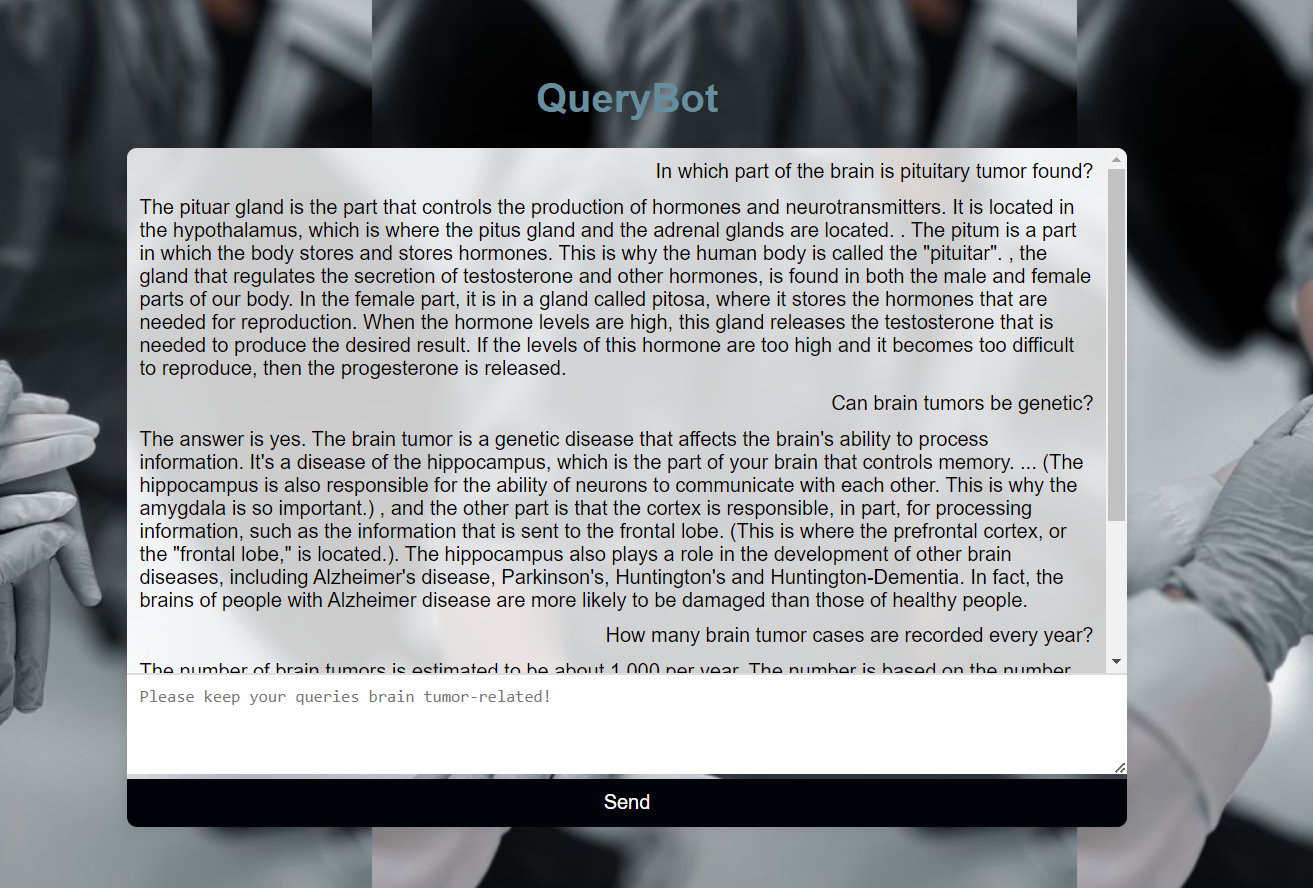 QueryBot
In which part of the brain is pituitary tumor found?
The pituar gland is the part that controls the production of hormones and neurotransmitters. It is located in
the hypothalamus, which is where the pitus gland and the adrenal glands are located. . The pitum is a part
in which the body stores and stores hormones. This is why the human body is called the "pituitar". , the
gland that regulates the secretion of testosterone and other hormones, is found in both the male and female
parts of our body. In the female part, it is in a gland called pitosa, where it stores the hormones that are
needed for reproduction. When the hormone levels are high, this gland releases the testosterone that is
needed to produce the desired result. If the levels of this hormone are too high and it becomes too difficult
to reproduce, then the progesterone is released.
Can brain tumors be genetic?
The answer is yes. The brain tumor is a genetic disease that affects the brain's ability to process
information. It's a disease of the hippocampus, which is the part of your brain that controls memory. ... (The
hippocampus is also responsible for the ability of neurons to communicate with each other. This is why the
amygdala is so important.) , and the other part is that the cortex is responsible, in part, for processing
information, such as the information that is sent to the frontal lobe. (This is where the prefrontal cortex, or
the "frontal lobe," is located.). The hippocampus also plays a role in the development of other brain
diseases, including Alzheimer's disease, Parkinson's, Huntington's and Huntington-Dementia. In fact, the
brains of people with Alzheimer disease are more likely to be damaged than those of healthy people.
How many brain tumor cases are recorded every year?
The number of brain tumors is estimated to be about 1,000 per year. The number is based on the number
Please keep your queries brain tumor-related!
Send